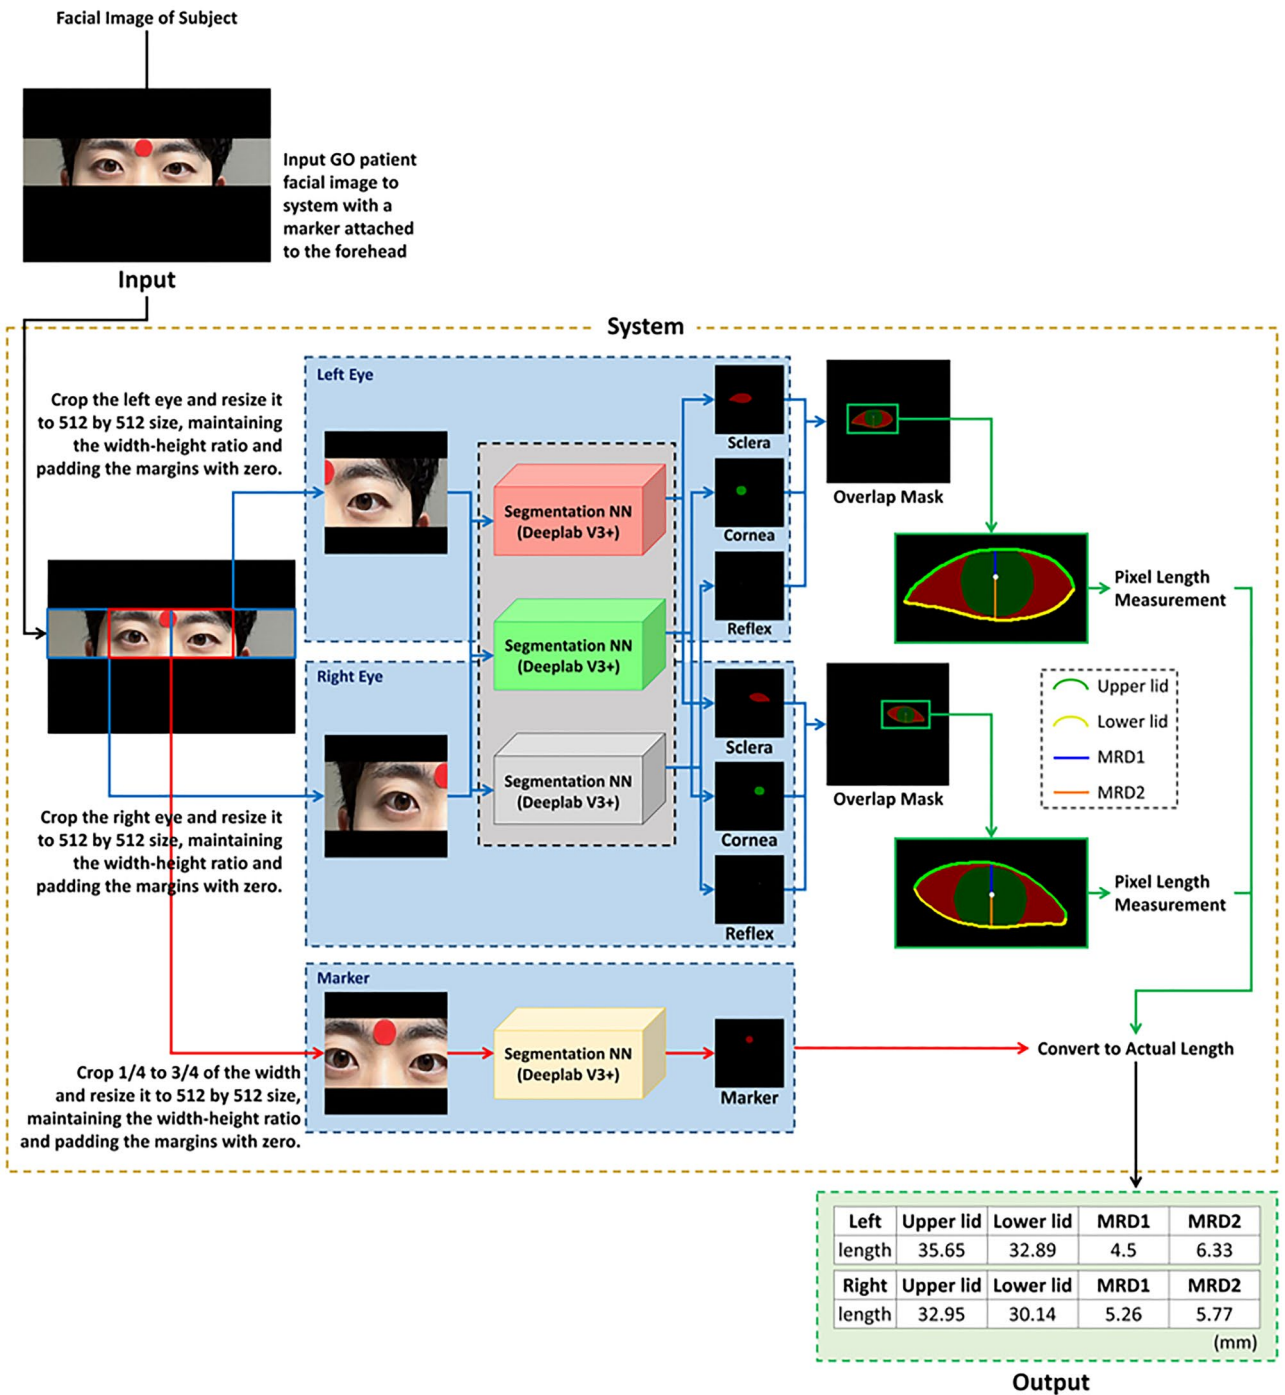 Facial Image of Subject
Input GO patient
facial image to
system with a
marker attached
to the forehead
Input
System
Crop the left eye and resize it
to 512 by 512 size, maintaining
the width-height ratio and
padding the margins with zero.
Left Eye
Segmentation NN
(Deeplab V3+)
Sclera
Cornea
Reflex
Overlap Mask
Pixel Length
Measurement
Segmentation NN
(Deeplab V3+)
Right Eye
Segmentation NN
(Deeplab V3+)
Sclera
Cornea
Reflex
Overlap Mask
Upper lid
Lower lid
MRD1
MRD2
Crop the right eye and resize it
to 512 by 512 size, maintaining
the width-height ratio and
padding the margins with zero.
Pixel Length
Measurement
Marker
Segmentation NN
(Deeplab V3+)
Marker
Convert to Actual Length
Crop 1/4 to 3/4 of the width
and resize it to 512 by 512 size,
maintaining the width-height ratio
and padding the margins with zero.
Left Upper lid Lower lid MRD1 MRD2
length 35.65 32.89 4.5 6.33
Right Upper lid Lower lid MRD1 MRD2
length 32.95 30.14 5.26 5.77
(mm)
Output